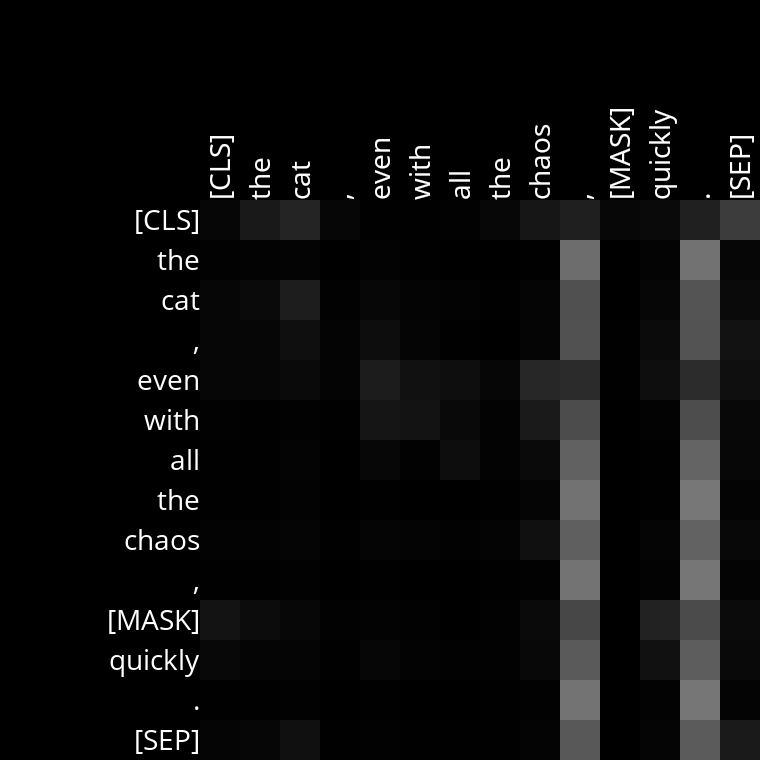 [CLS] the cat , even with all the chaos , [MASK] quickly . [SEP]
[CLS]
the
cat
,
even
with
all
the
chaos
,
[MASK]
quickly
.
[SEP]